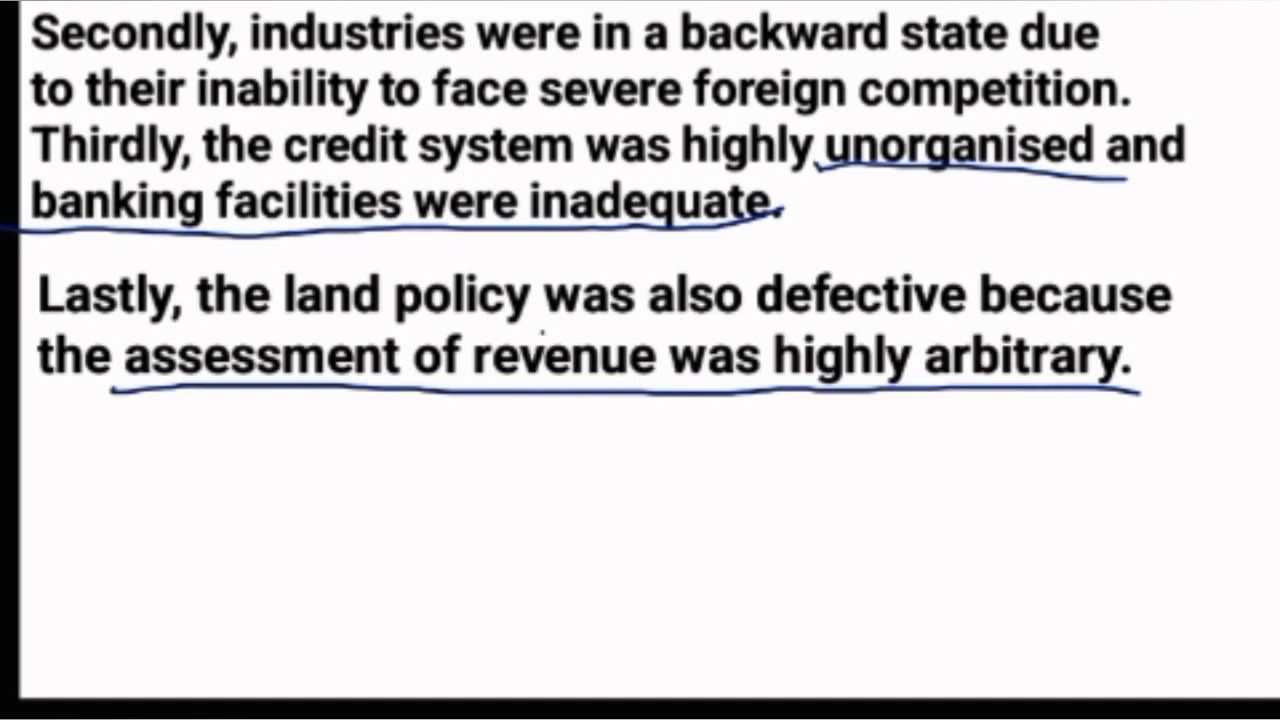 Secondly, industries were in a backward state due
to their inability to face severe foreign competition.
Thirdly, the credit system was highly unorganised and
banking facilities were inadequate.
Lastly, the land policy was also defective because
the assessment of revenue was highly arbitrary.